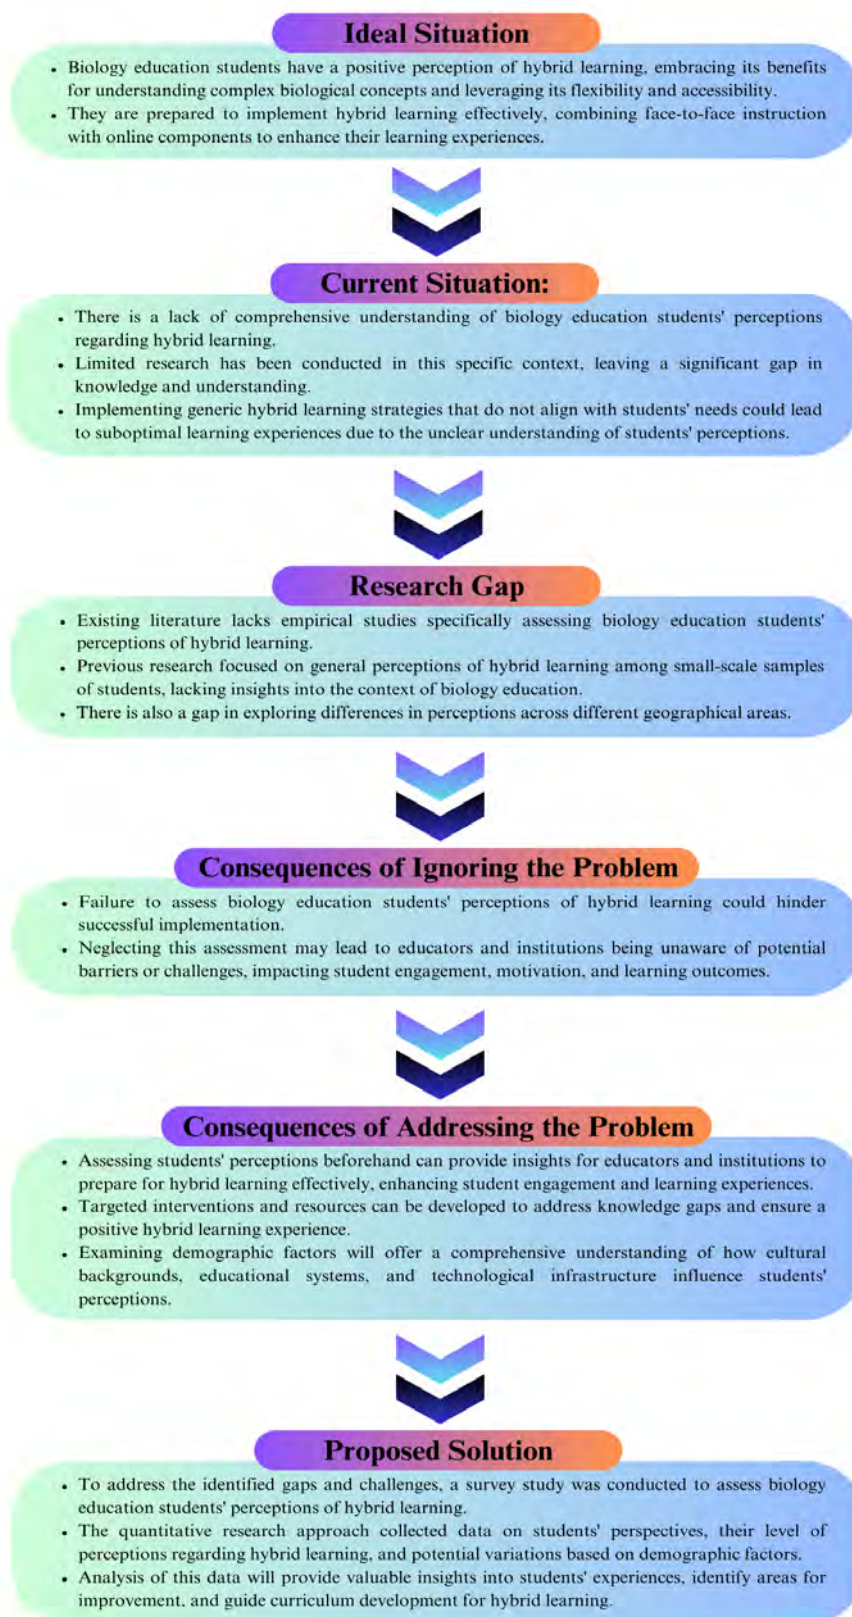 Ideal Situation
• Biology education students have a positive perception of hybrid learning, embracing its benefits
for understanding complex biological concepts and leveraging its flexibility and accessibility.
• They are prepared to implement hybrid learning effectively, combining face-to-face instruction
with online components to enhance their learning experiences.
Current Situation:
• There is a lack of comprehensive understanding of biology education students' perceptions
regarding hybrid learning.
• Limited research has been conducted in this specific context, leaving a significant gap in
knowledge and understanding.
• Implementing generic hybrid learning strategies that do not align with students' needs could lead
to suboptimal learning experiences due to the unclear understanding of students' perceptions.
Research Gap
• Existing literature lacks empirical studies specifically assessing biology education students'
perceptions of hybrid learning.
• Previous research focused on general perceptions of hybrid learning among small-scale samples
of students, lacking insights into the context of biology education.
• There is also a gap in exploring differences in perceptions across different geographical areas.
Consequences of Ignoring the Problem
• Failure to assess biology education students' perceptions of hybrid learning could hinder
successful implementation.
• Neglecting this assessment may lead to educators and institutions being unaware of potential
barriers or challenges, impacting student engagement, motivation, and learning outcomes.
Consequences of Addressing the Problem
• Assessing students' perceptions beforehand can provide insights for educators and institutions to
prepare for hybrid learning effectively, enhancing student engagement and learning experiences.
• Targeted interventions and resources can be developed to address knowledge gaps and ensure a
positive hybrid learning experience.
• Examining demographic factors will offer a comprehensive understanding of how cultural
backgrounds, educational systems, and technological infrastructure influence students'
perceptions.
Proposed Solution
• To address the identified gaps and challenges, a survey study was conducted to assess biology
education students' perceptions of hybrid learning.
• The quantitative research approach collected data on students' perspectives, their level of
perceptions regarding hybrid learning, and potential variations based on demographic factors.
• Analysis of this data will provide valuable insights into students' experiences, identify areas for
improvement, and guide curriculum development for hybrid learning.